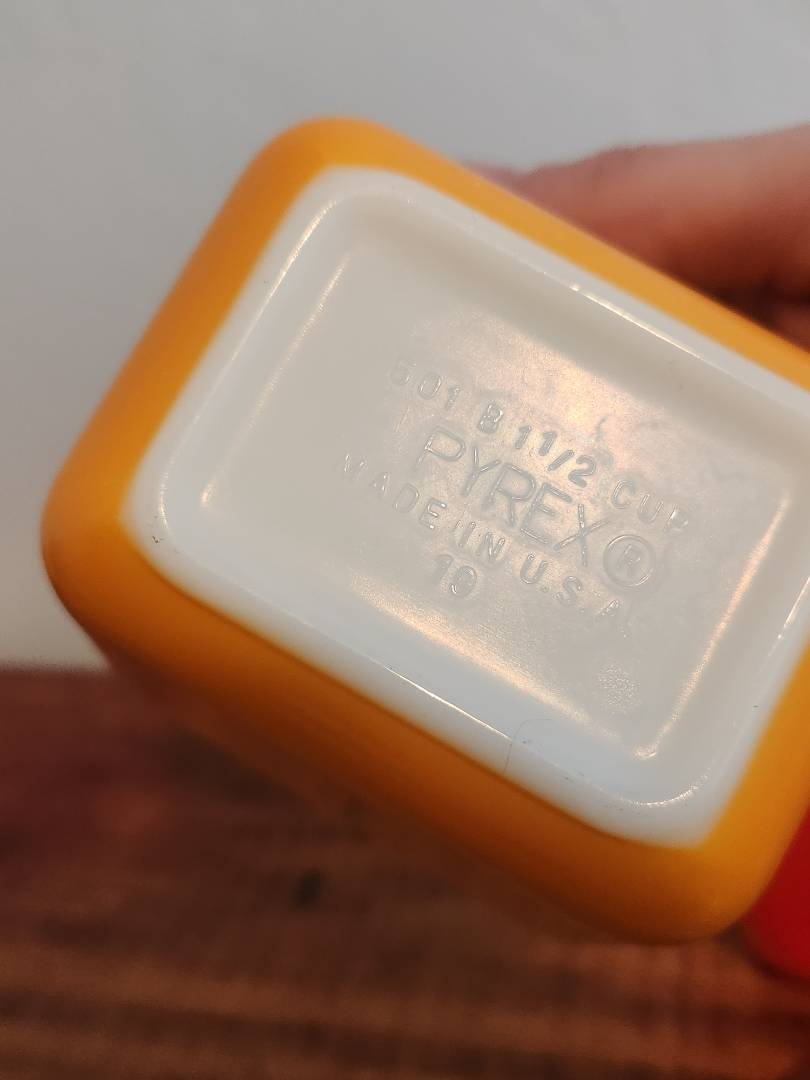 501 B 1 1/2 CUP
PYREX®
MADE IN U.S.A.
19